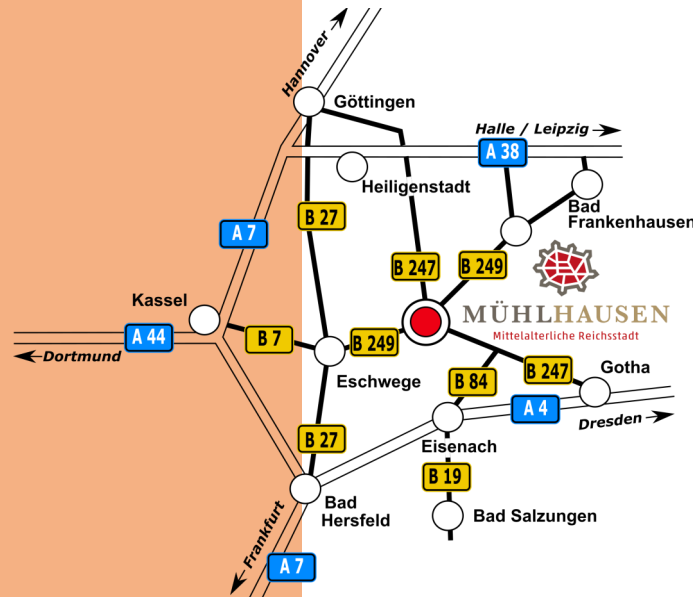 Hannover
Göttingen
Halle / Leipzig
A 38
Heiligenstadt
Bad
Frankenhausen
B 27
A 7
B 247
B 249
Kassel
MÜHLHAUSEN
Mittelalterliche Reichsstadt
A 44
B 7
B 249
Dortmund
Eschwege
Gotha
B 247
B 84
A 4
Dresden
B 27
Eisenach
B 19
Bad
Hersfeld
Bad Salzungen
Frankfurt
A 7